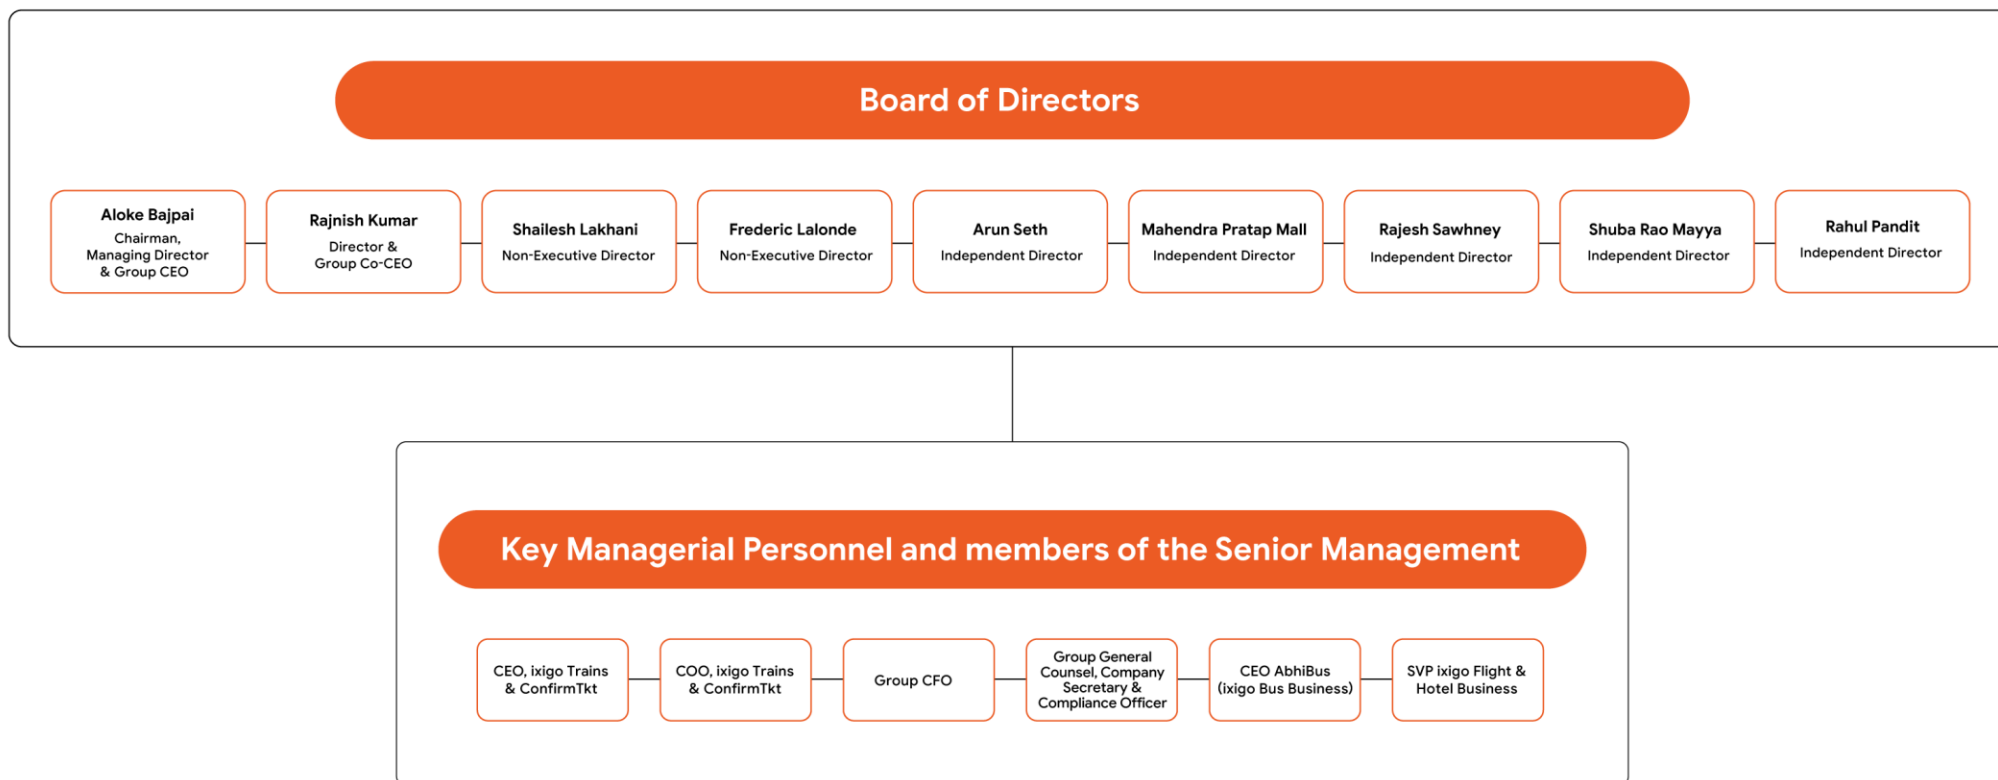 Board of Directors
Aloke Bajpai
Chairman,
Managing Director
& Group CEO
Rajnish Kumar
Director &
Group Co-CEO
Shailesh Lakhani
Non-Executive Director
Frederic Lalonde
Non-Executive Director
Arun Seth
Independent Director
Mahendra Pratap Mall
Independent Director
Rajesh Sawhney
Independent Director
Shuba Rao Mayya
Independent Director
Rahul Pandit
Independent Director
Key Managerial Personnel and members of the Senior Management
CEO, ixigo Trains
& ConfirmTkt
COO, ixigo Trains
& ConfirmTkt
Group CFO
Group General
Counsel, Company
Secretary &
Compliance Officer
CEO AbhiBus
(ixigo Bus Business)
SVP ixigo Flight &
Hotel Business